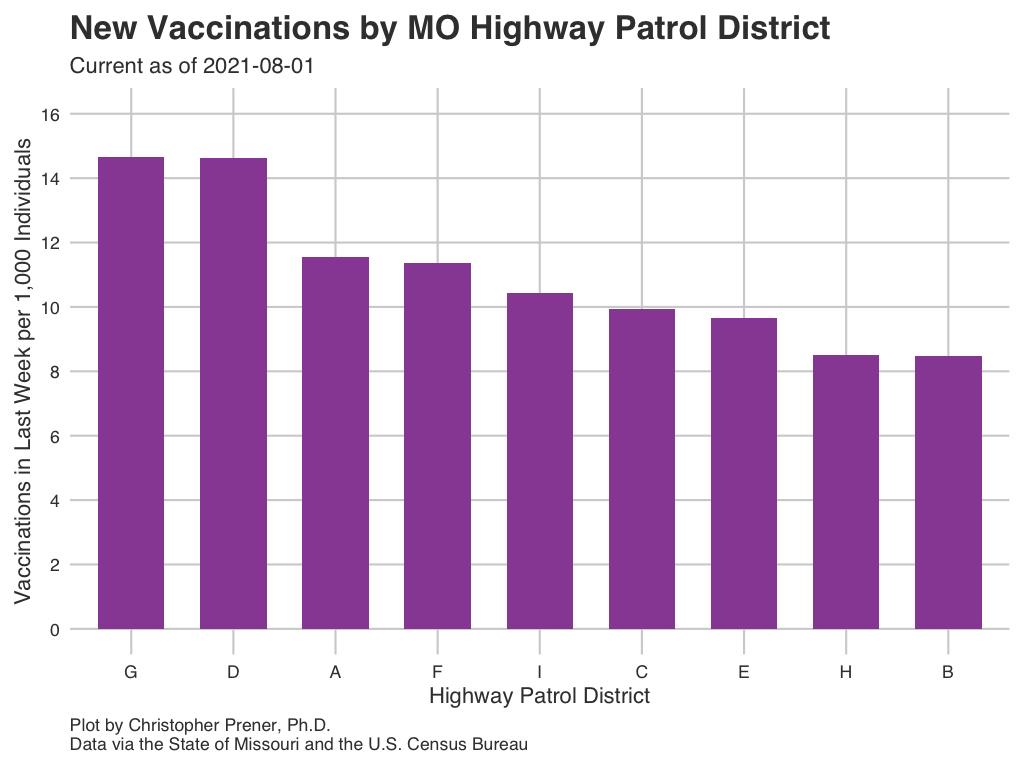 New Vaccinations by MO Highway Patrol District
Current as of 2021-08-01
Vaccinations in Last Week per 1,000 Individuals
16
14
12
10
8
6
4
2
0
G D A F I C E H B
Highway Patrol District
Plot by Christopher Prener, Ph.D.
Data via the State of Missouri and the U.S. Census Bureau